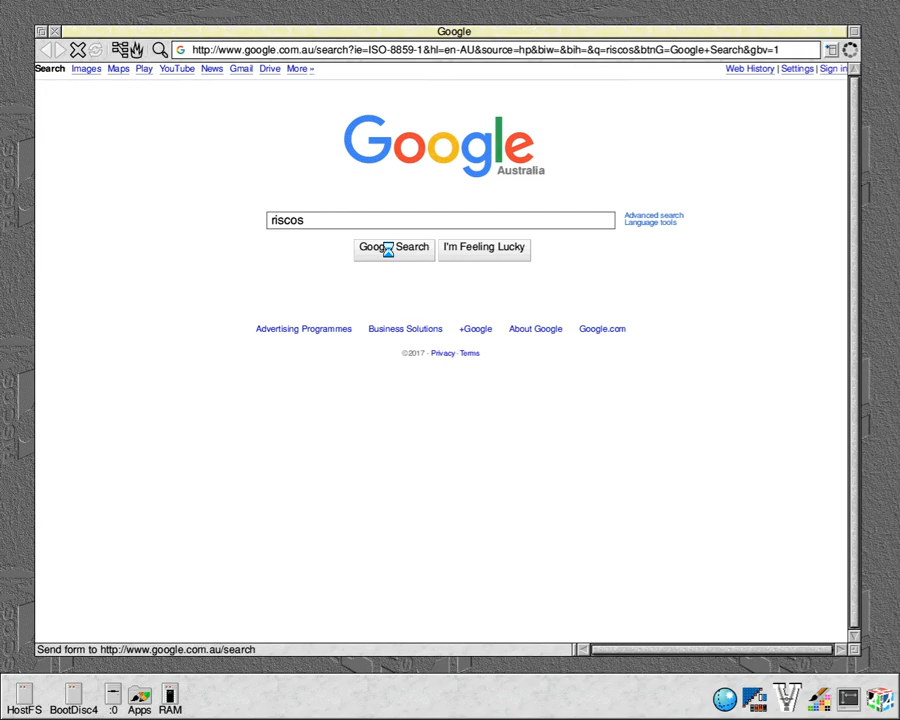 Google
http://www.google.com.au/search?ie=ISO-8859-1&hl=en-AU&source=hp&biw=&bih=&q=riscos&btnG=Google+Search&gbv=1
Search Images Maps Play YouTube News Gmail Drive More » Web History | Settings | Sign in
Google
Australia
riscos
Advanced search
Language tools
Google Search I'm Feeling Lucky
Advertising Programmes Business Solutions +Google About Google Google.com
©2017 - Privacy - Terms
Send form to http://www.google.com.au/search
HostFS BootDisc4 :0 Apps RAM